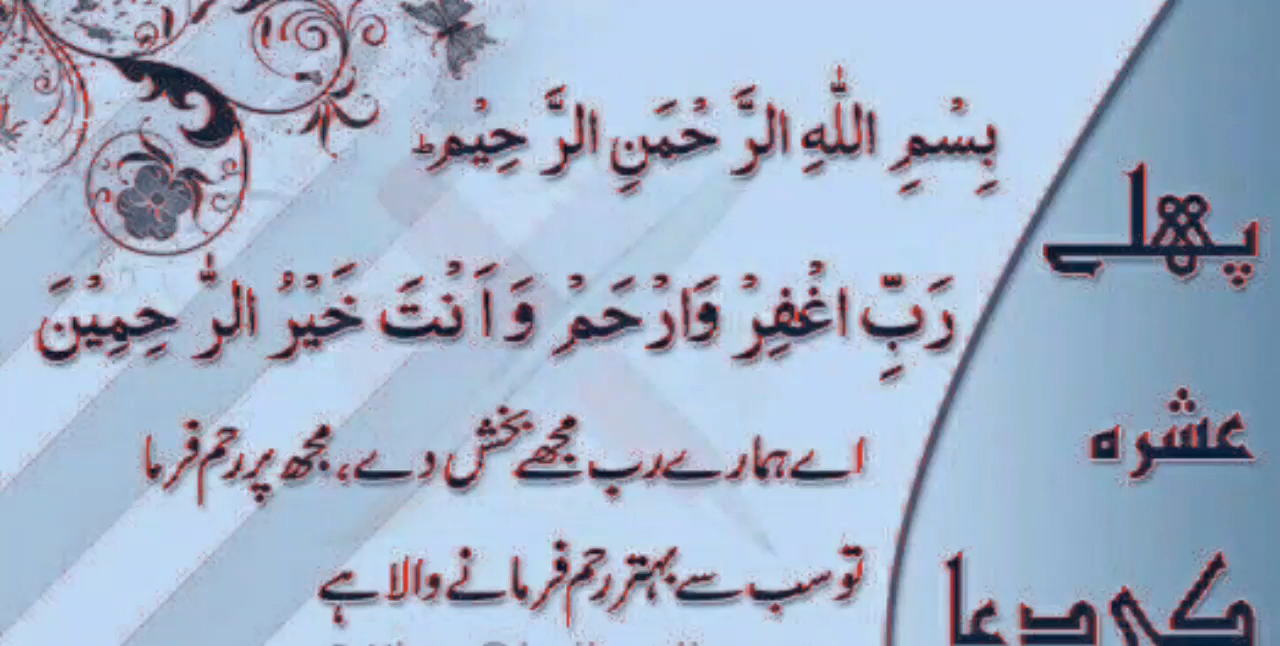 بِسْمِ اللّٰهِ الرَّحْمَنِ الرَّحِيْمِ ط
رَبِّ اغْفِرْ وَارْحَمْ وَاَنْتَ خَيْرُ الرّٰحِمِيْنَ
اے ہمارے رب مجھے بخش دے، مجھ پر رحم فرما
تو سب سے بہتر رحم فرمانے والا ہے
پہلے
عشرہ
کی دعا